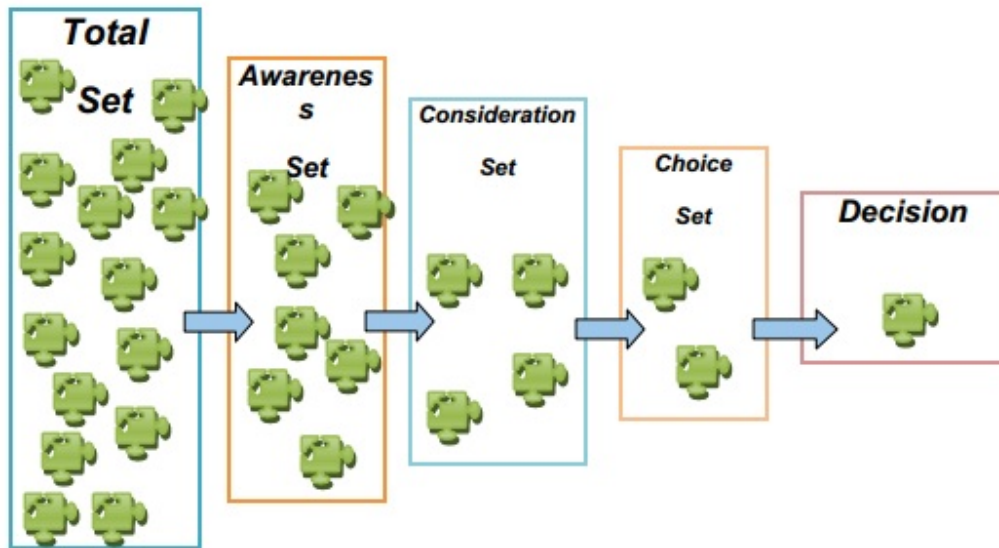 Total
Set
Awarenes
s
Set
Consideration
Set
Choice
Set
Decision